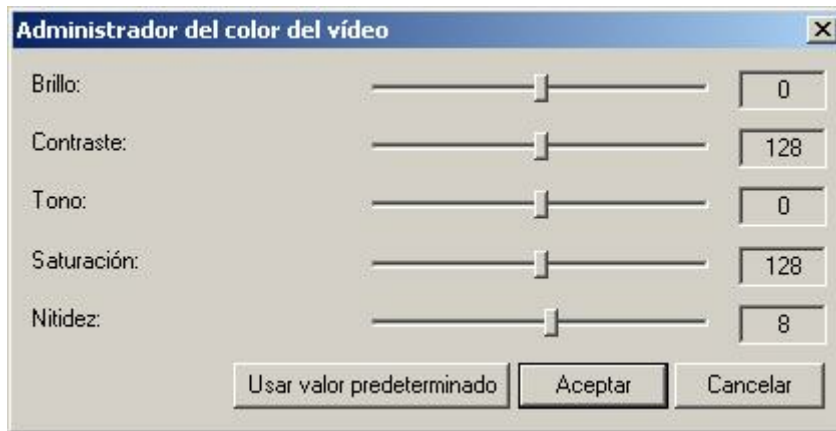 Administrador del color del vídeo
Brillo: 0
Contraste: 128
Tono: 0
Saturación: 128
Nitidez: 8
Usar valor predeterminado Aceptar Cancelar